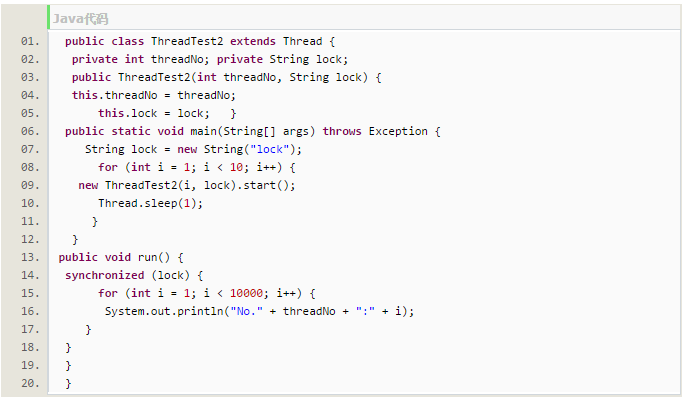 Java代码
01. public class ThreadTest2 extends Thread {
02. private int threadNo; private String lock;
03. public ThreadTest2(int threadNo, String lock) {
04. this.threadNo = threadNo;
05. this.lock = lock; }
06. public static void main(String[] args) throws Exception {
07. String lock = new String("lock");
08. for (int i = 1; i < 10; i++) {
09. new ThreadTest2(i, lock).start();
10. Thread.sleep(1);
11. }
12. }
13. public void run() {
14. synchronized (lock) {
15. for (int i = 1; i < 10000; i++) {
16. System.out.println("No." + threadNo + ":" + i);
17. }
18. }
19. }
20. }